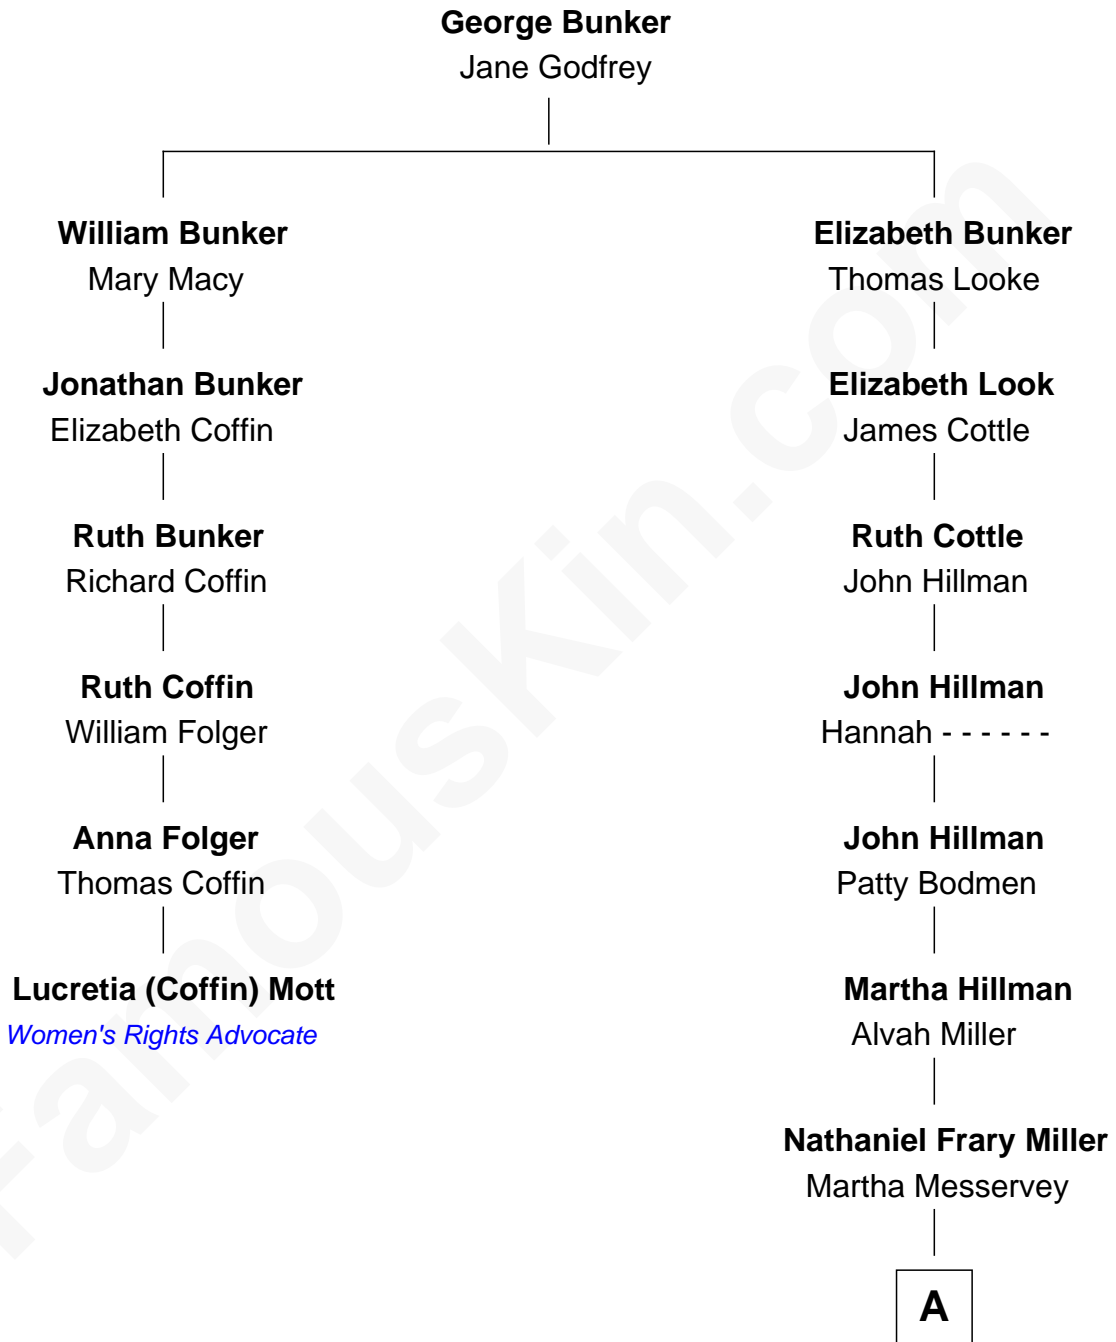 George Bunker
Jane Godfrey
William Bunker
Mary Macy
Elizabeth Bunker
Thomas Looke
Jonathan Bunker
Elizabeth Coffin
Elizabeth Look
James Cottle
Ruth Bunker
Richard Coffin
Ruth Cottle
John Hillman
Ruth Coffin
William Folger
John Hillman
Hannah - - - - - -
Anna Folger
Thomas Coffin
John Hillman
Patty Bodmen
Lucretia (Coffin) Mott
Women's Rights Advocate
Martha Hillman
Alvah Miller
Nathaniel Frary Miller
Martha Messervey
A
FamousKin.com